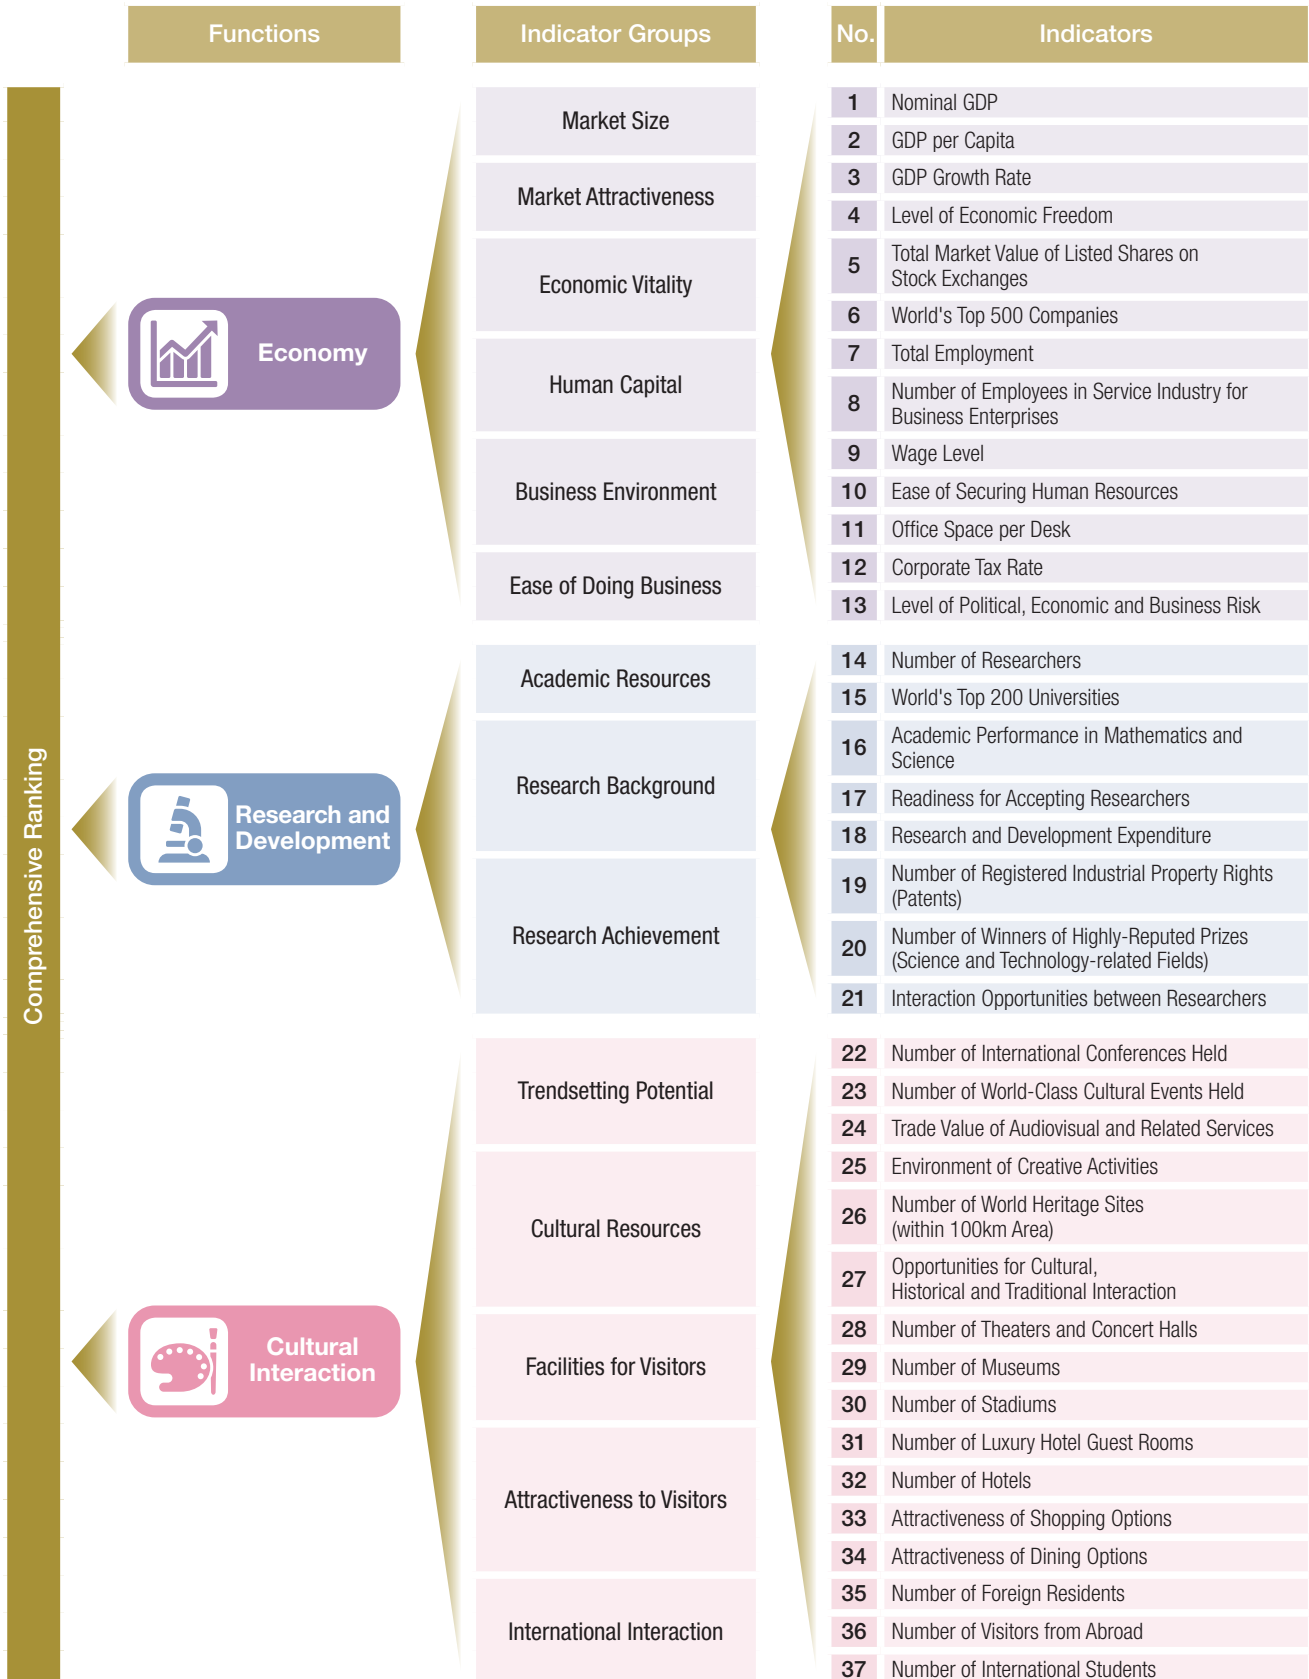 Functions
Indicator Groups
No.
Indicators
Comprehensive Ranking
Economy
Market Size
Market Attractiveness
Economic Vitality
Human Capital
Business Environment
Ease of Doing Business
1 Nominal GDP
2 GDP per Capita
3 GDP Growth Rate
4 Level of Economic Freedom
5 Total Market Value of Listed Shares on
Stock Exchanges
6 World's Top 500 Companies
7 Total Employment
8 Number of Employees in Service Industry for
Business Enterprises
9 Wage Level
10 Ease of Securing Human Resources
11 Office Space per Desk
12 Corporate Tax Rate
13 Level of Political, Economic and Business Risk
Research and
Development
Academic Resources
Research Background
Research Achievement
14 Number of Researchers
15 World's Top 200 Universities
16 Academic Performance in Mathematics and
Science
17 Readiness for Accepting Researchers
18 Research and Development Expenditure
19 Number of Registered Industrial Property Rights
(Patents)
20 Number of Winners of Highly-Reputed Prizes
(Science and Technology-related Fields)
21 Interaction Opportunities between Researchers
Cultural
Interaction
Trendsetting Potential
Cultural Resources
Facilities for Visitors
Attractiveness to Visitors
International Interaction
22 Number of International Conferences Held
23 Number of World-Class Cultural Events Held
24 Trade Value of Audiovisual and Related Services
25 Environment of Creative Activities
26 Number of World Heritage Sites
(within 100km Area)
27 Opportunities for Cultural,
Historical and Traditional Interaction
28 Number of Theaters and Concert Halls
29 Number of Museums
30 Number of Stadiums
31 Number of Luxury Hotel Guest Rooms
32 Number of Hotels
33 Attractiveness of Shopping Options
34 Attractiveness of Dining Options
35 Number of Foreign Residents
36 Number of Visitors from Abroad
37 Number of International Students